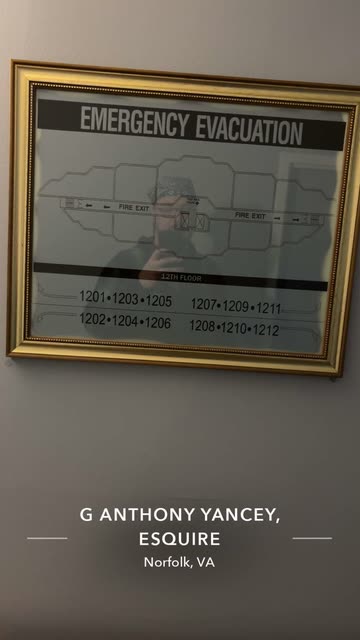 EMERGENCY EVACUATION
FIRE EXIT
FIRE EXIT
12TH FLOOR
1201•1203•1205 1207•1209•1211
1202•1204•1206 1208•1210•1212
G ANTHONY YANCEY,
ESQUIRE
Norfolk, VA